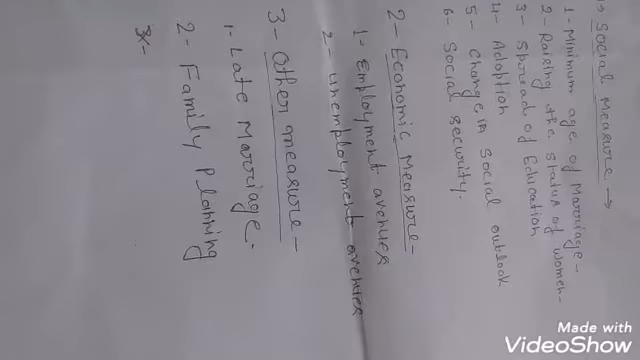 1) Social Measure →
1 - Minimum age of Marriage -
2 - Raising the status of women -
3 - Spread of Education
4 - Adoption
5 - Change in social outlook
6 - Social security.
2 - Economic Measure -
1 - Employment avenues
2 - unemployment avenues
3 - Other measure -
1 - Late Marriage.
2 - Family Planning
3 -
Made with
VideoShow